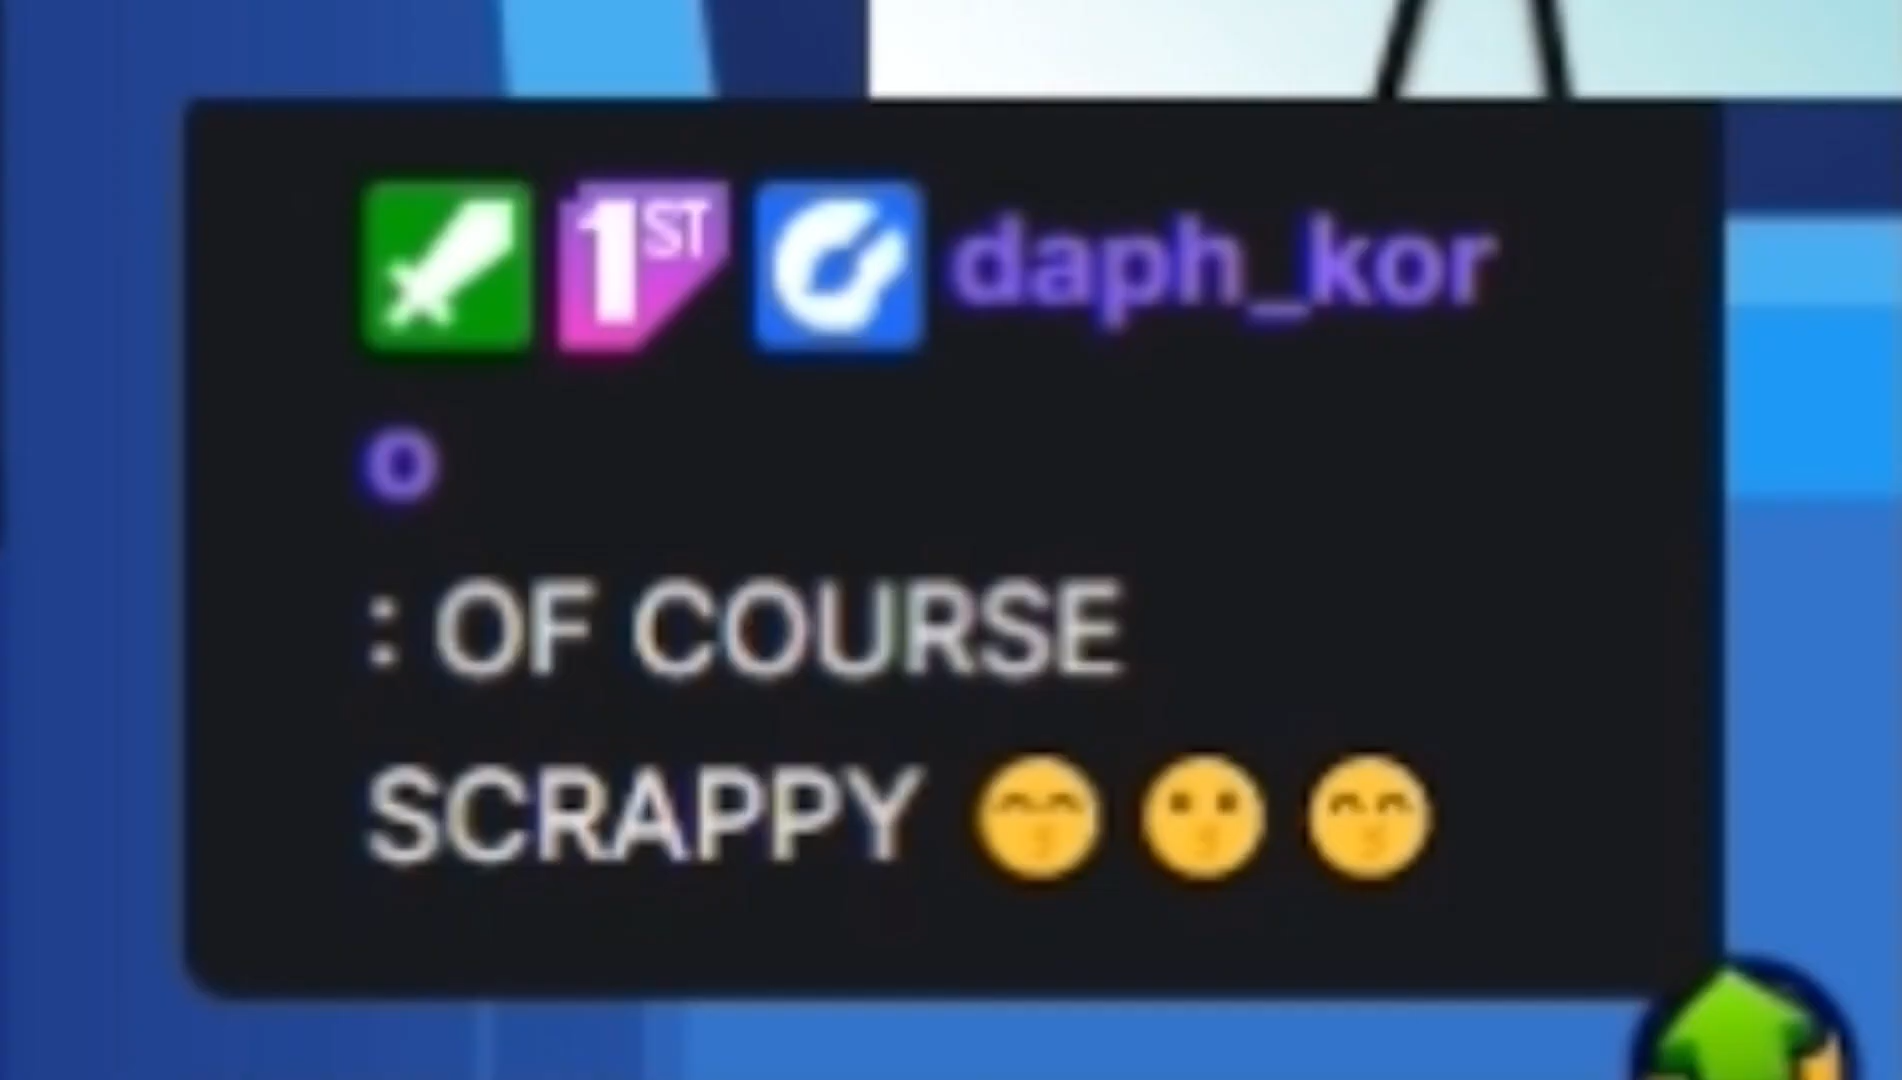 1ST daph_kor
o
: OF COURSE
SCRAPPY 😙 😗 😙